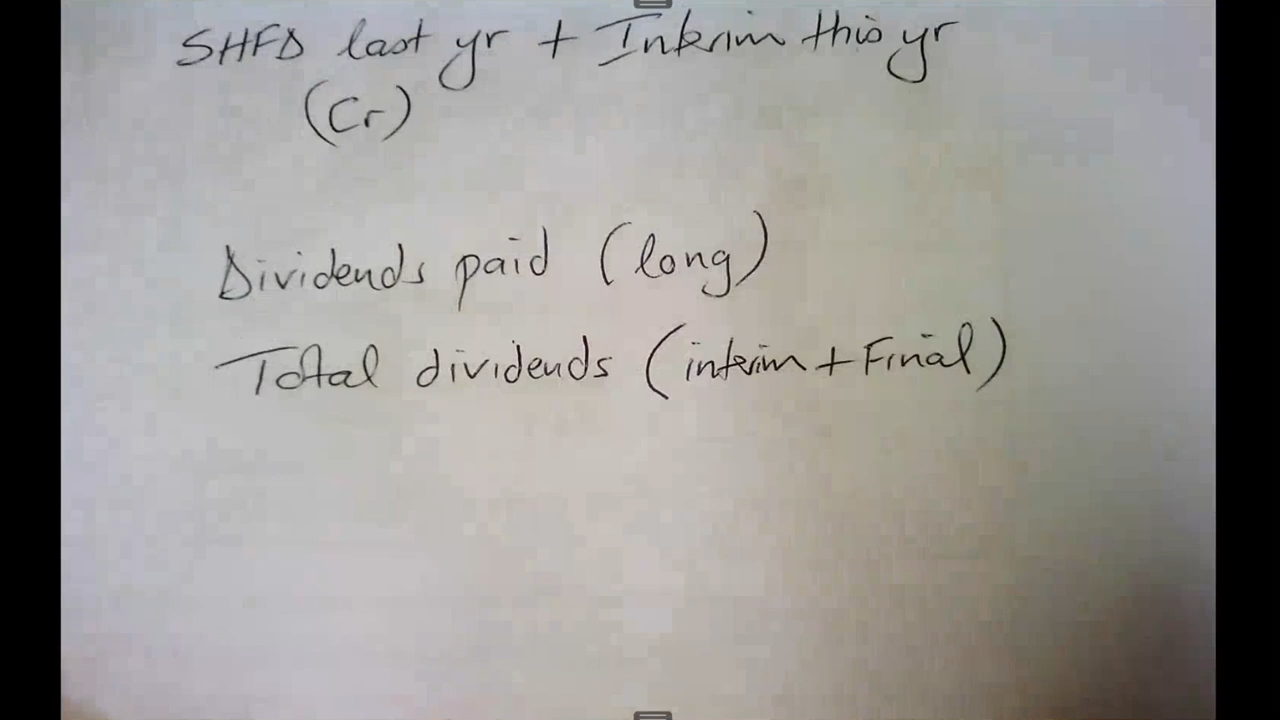 SHFD last yr + Interim this yr
(Cr)
Dividends paid (long)
Total dividends (interim + Final)